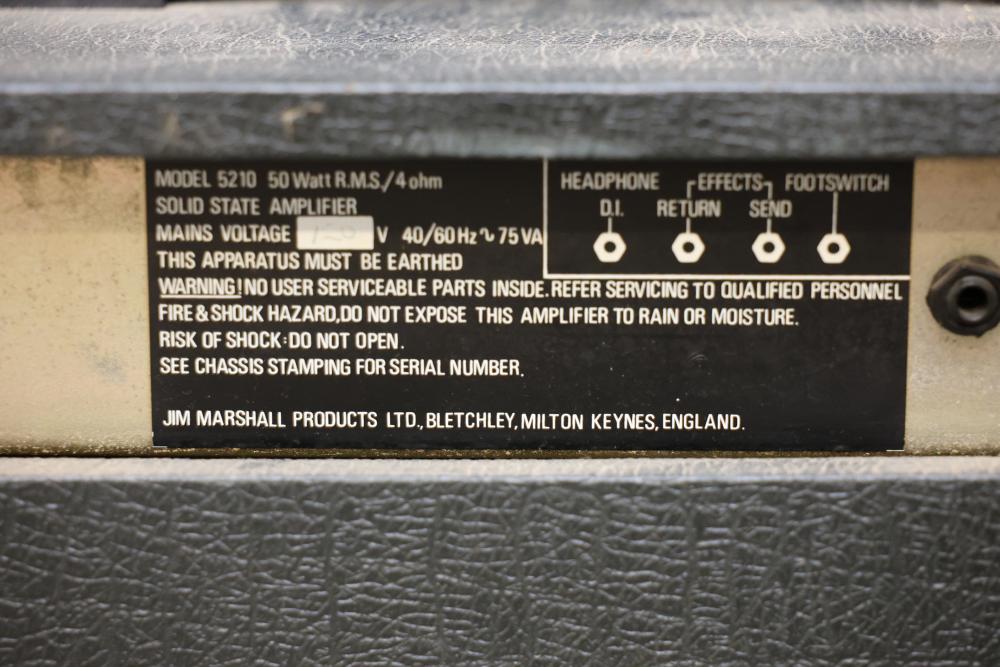 MODEL 5210 50 Watt R.M.S./4 ohm
SOLID STATE AMPLIFIER
MAINS VOLTAGE V 40/60 Hz ∿ 75 VA
THIS APPARATUS MUST BE EARTHED
HEADPHONE EFFECTS FOOTSWITCH
D.I. RETURN SEND
WARNING! NO USER SERVICEABLE PARTS INSIDE. REFER SERVICING TO QUALIFIED PERSONNEL
FIRE & SHOCK HAZARD, DO NOT EXPOSE THIS AMPLIFIER TO RAIN OR MOISTURE.
RISK OF SHOCK: DO NOT OPEN.
SEE CHASSIS STAMPING FOR SERIAL NUMBER.
JIM MARSHALL PRODUCTS LTD., BLETCHLEY, MILTON KEYNES, ENGLAND.